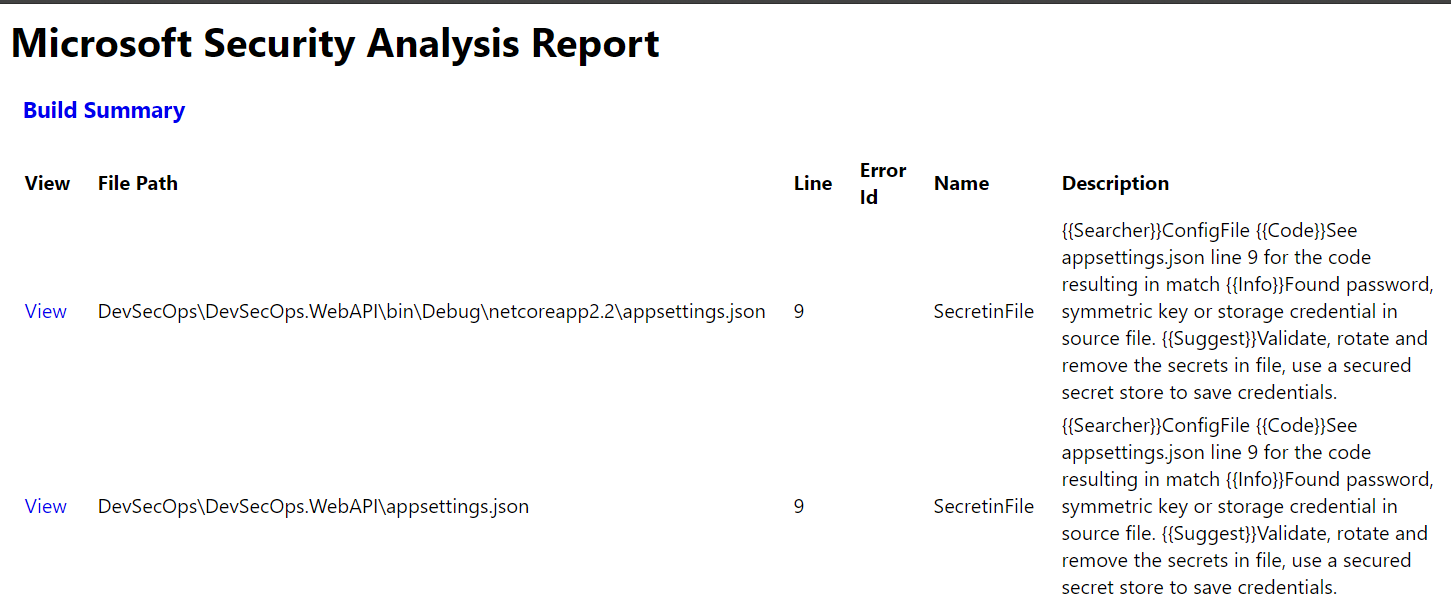 Microsoft Security Analysis Report
Build Summary
View File Path Line Error Id Name Description
{{Searcher}}ConfigFile {{Code}}See
appsettings.json line 9 for the code
resulting in match {{Info}}Found password,
View DevSecOps\DevSecOps.WebAPI\bin\Debug\netcoreapp2.2\appsettings.json 9 SecretinFile symmetric key or storage credential in
source file. {{Suggest}}Validate, rotate and
remove the secrets in file, use a secured
secret store to save credentials.
{{Searcher}}ConfigFile {{Code}}See
appsettings.json line 9 for the code
resulting in match {{Info}}Found password,
View DevSecOps\DevSecOps.WebAPI\appsettings.json 9 SecretinFile symmetric key or storage credential in
source file. {{Suggest}}Validate, rotate and
remove the secrets in file, use a secured
secret store to save credentials.